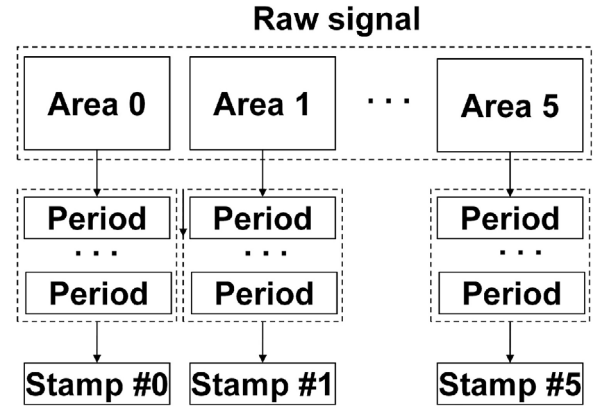 Raw signal
Area 0 Area 1 · · · Area 5
Period Period Period
· · · · · · · · ·
Period Period Period
Stamp #0 Stamp #1 Stamp #5